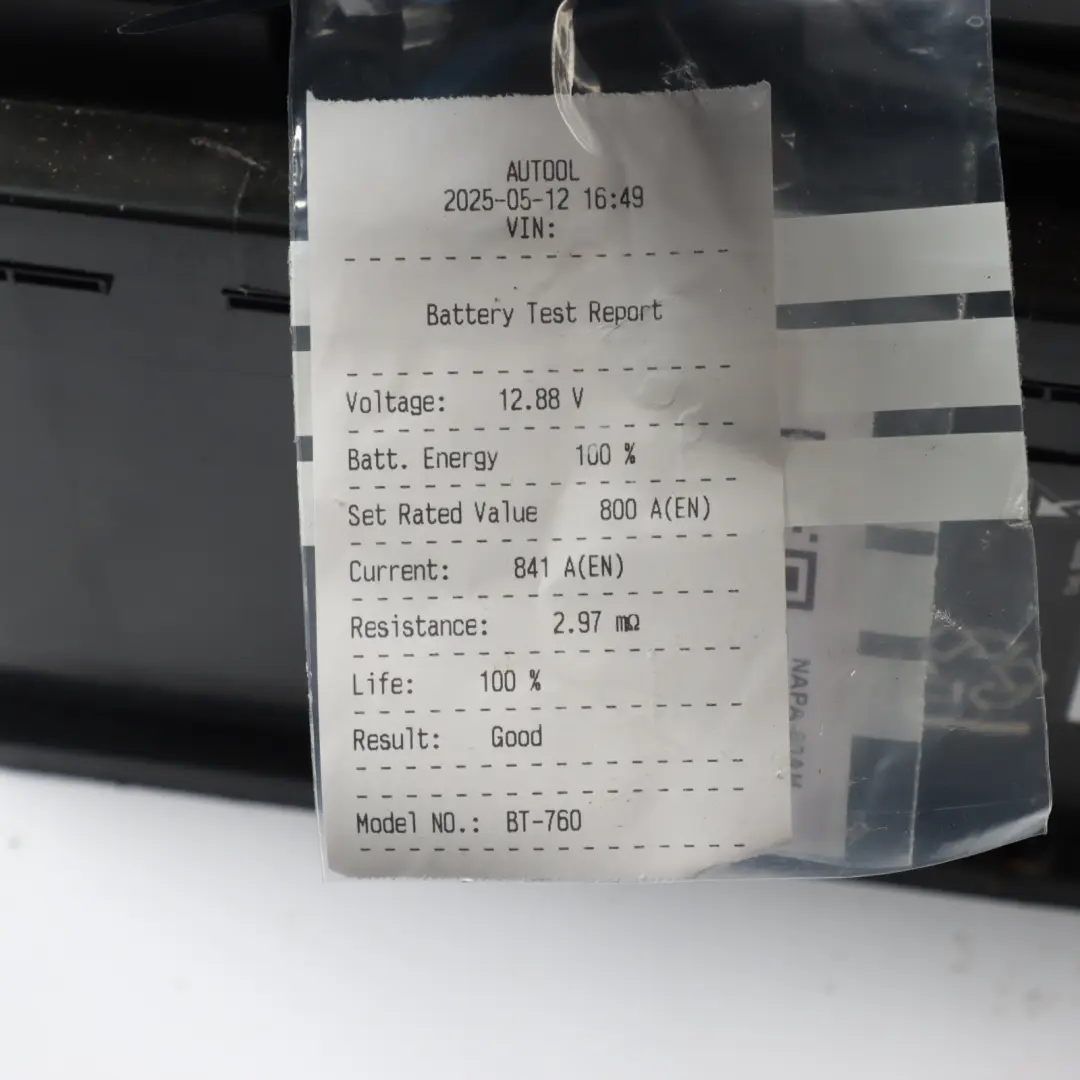 AUTOOL
2025-05-12 16:49
VIN:
Battery Test Report
Voltage: 12.88 V
Batt. Energy 100 %
Set Rated Value 800 A(EN)
Current: 841 A(EN)
Resistance: 2.97 mΩ
Life: 100 %
Result: Good
Model NO.: BT-760
NAPA